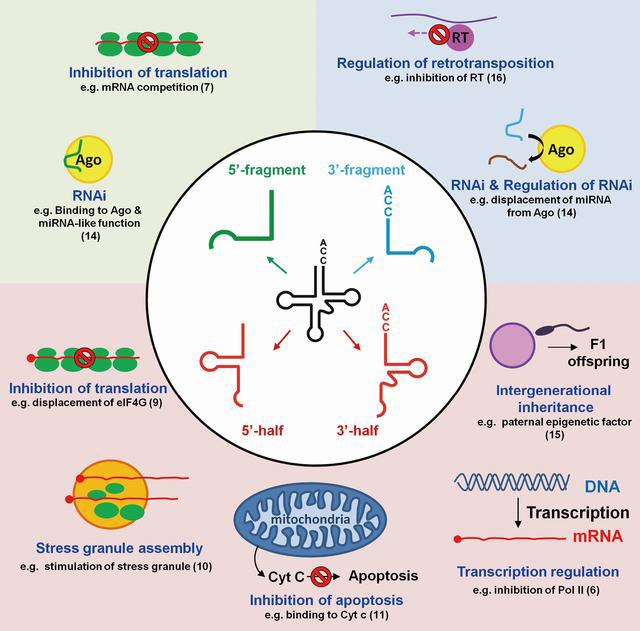 Inhibition of translation
e.g. mRNA competition (7)
Ago
RNAi
e.g. Binding to Ago &
miRNA-like function
(14)
RT
Regulation of retrotransposition
e.g. inhibition of RT (16)
Ago
RNAi & Regulation of RNAi
e.g. displacement of miRNA
from Ago (14)
5'-fragment
3'-fragment
A
C
C
A
C
C
A
C
C
5'-half
3'-half
Inhibition of translation
e.g. displacement of eIF4G (9)
Stress granule assembly
e.g. stimulation of stress granule (10)
mitochondria
Cyt C
Apoptosis
Inhibition of apoptosis
e.g. binding to Cyt c (11)
F1
offspring
Intergenerational
inheritance
e.g. paternal epigenetic factor
(15)
DNA
Transcription
mRNA
Transcription regulation
e.g. inhibition of Pol II (6)